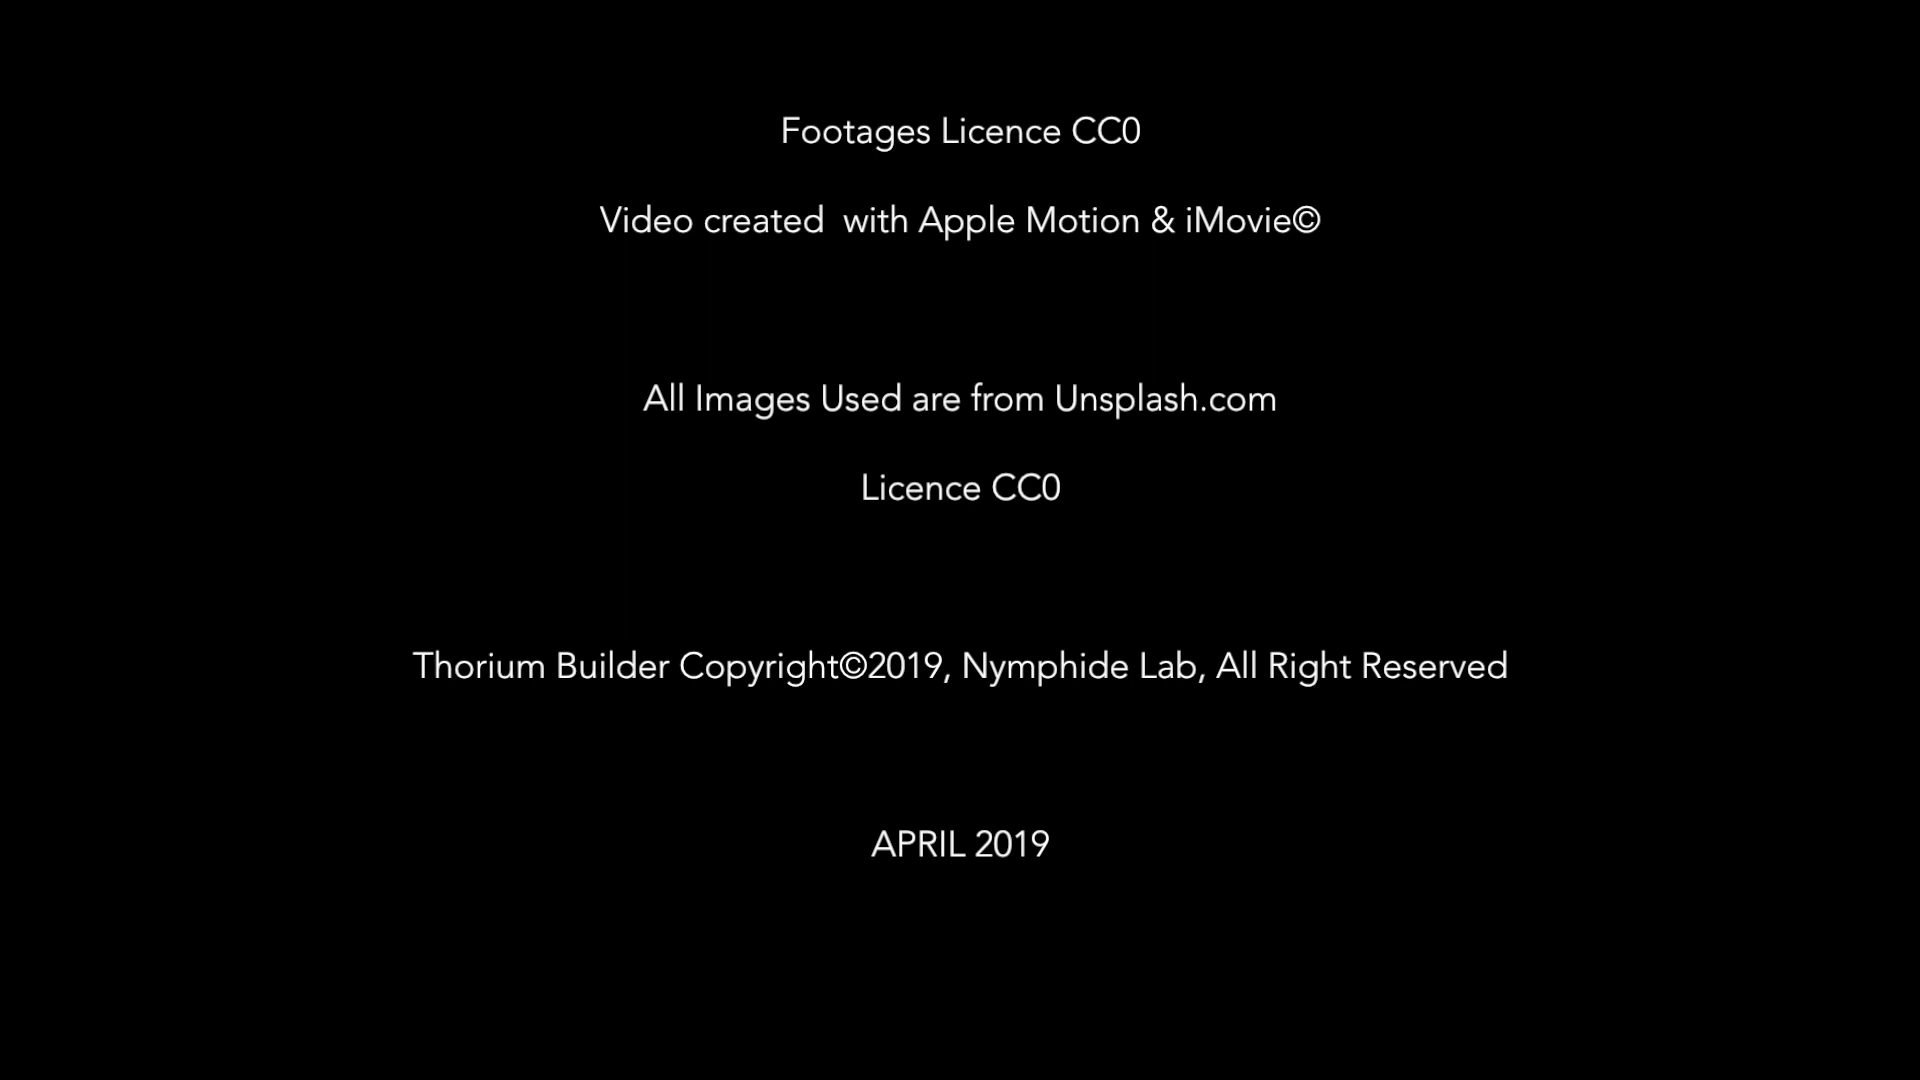 Footages Licence CC0
Video created  with Apple Motion & iMovie©
All Images Used are from Unsplash.com
Licence CC0
Thorium Builder Copyright©2019, Nymphide Lab, All Right Reserved
APRIL 2019